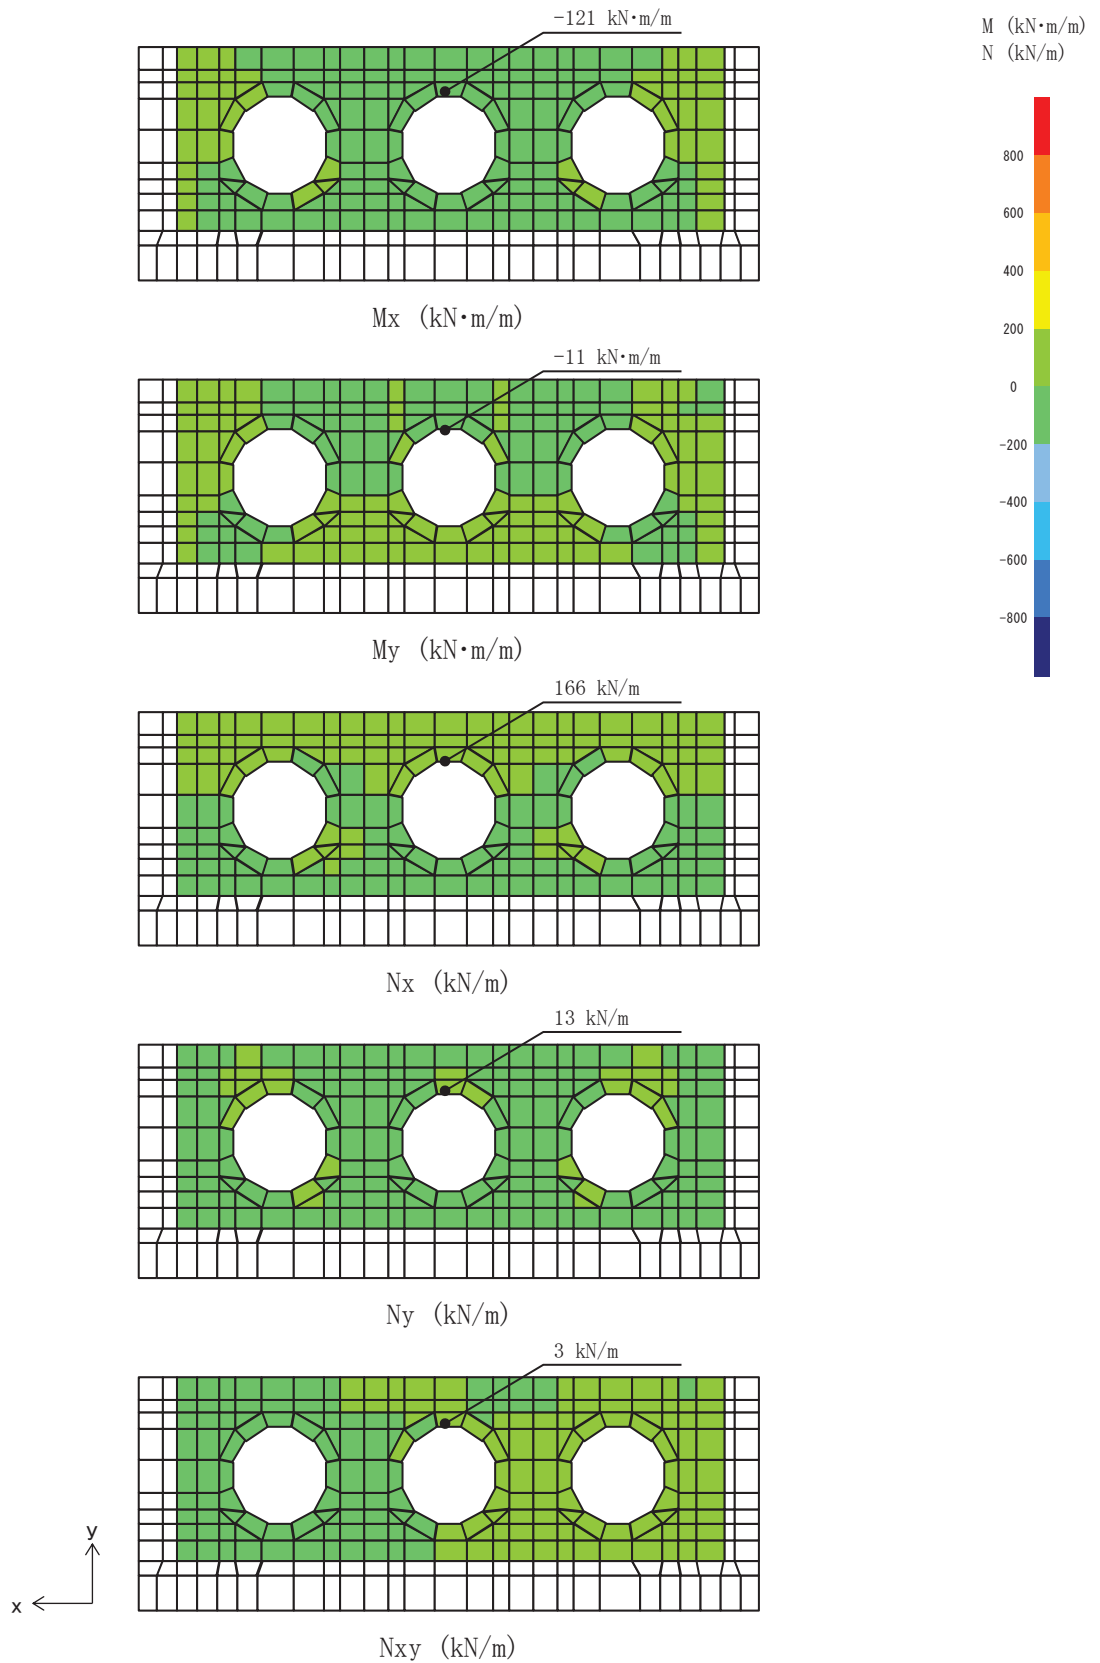 -121 kN·m/m
M (kN·m/m)
N (kN/m)
800
600
400
200
0
-200
-400
-600
-800
Mx (kN·m/m)
-11 kN·m/m
My (kN·m/m)
166 kN/m
Nx (kN/m)
13 kN/m
Ny (kN/m)
3 kN/m
y
x
Nxy (kN/m)